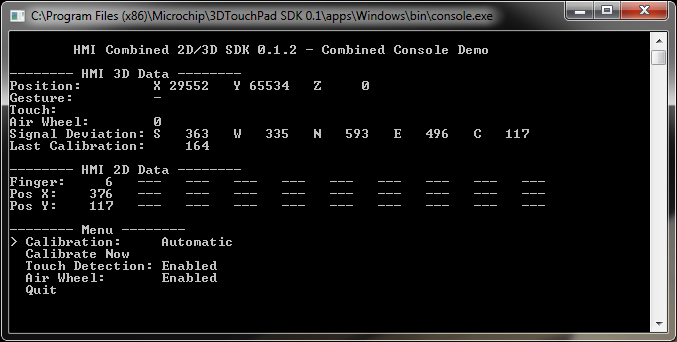 C:\Program Files (x86)\Microchip\3DTouchPad SDK 0.1\apps\Windows\bin\console.exe
HMI Combined 2D/3D SDK 0.1.2 - Combined Console Demo
-------- HMI 3D Data --------
Position: X 29552 Y 65534 Z 0
Gesture: -
Touch:
Air Wheel: 0
Signal Deviation: S 363 W 335 N 593 E 496 C 117
Last Calibration: 164
-------- HMI 2D Data --------
Finger: 6 --- --- --- --- --- --- --- --- ---
Pos X: 376 --- --- --- --- --- --- --- --- ---
Pos Y: 117 --- --- --- --- --- --- --- --- ---
-------- Menu --------
> Calibration: Automatic
Calibrate Now
Touch Detection: Enabled
Air Wheel: Enabled
Quit